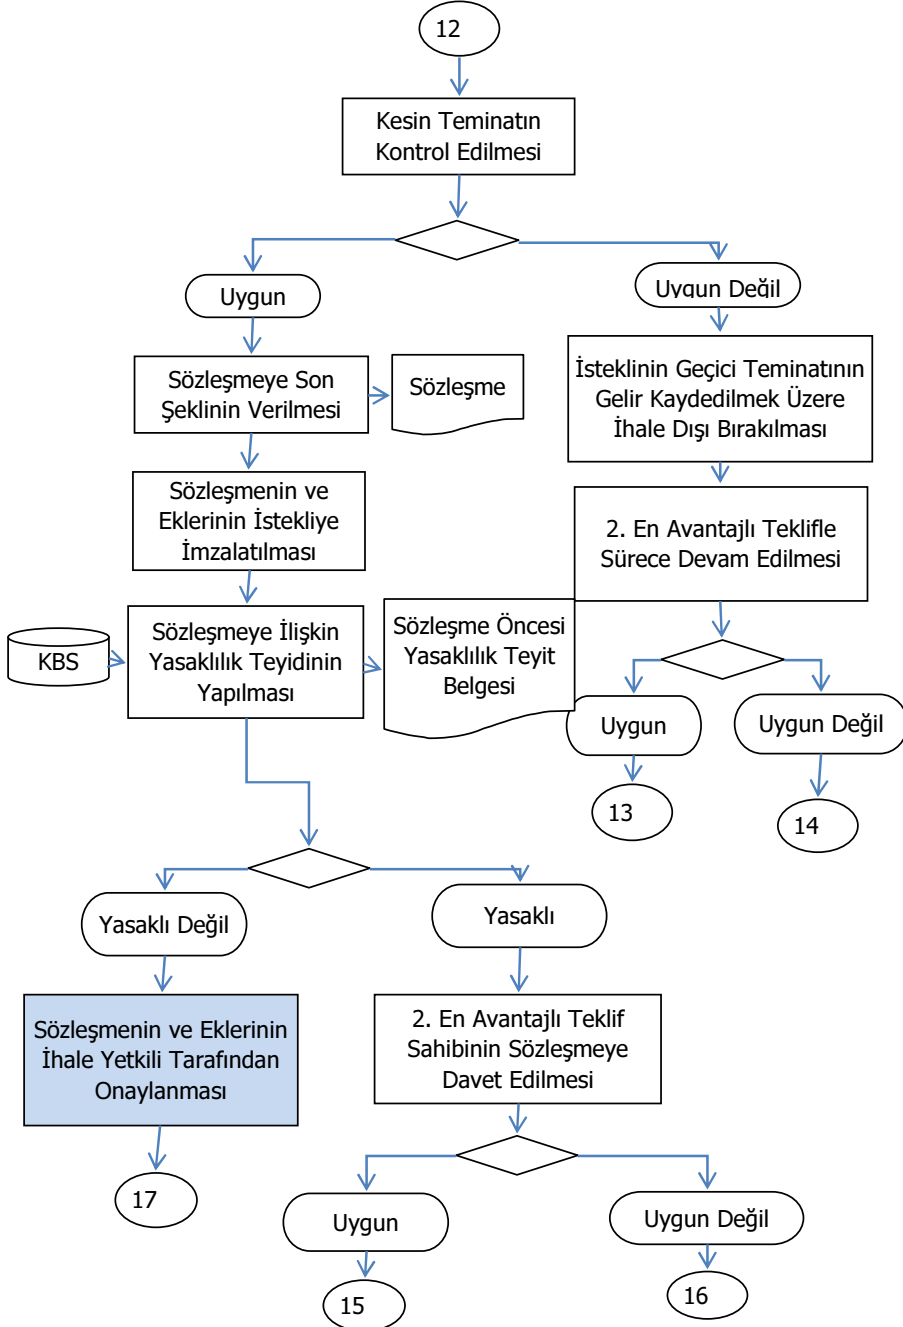 12
Kesin Teminatın
Kontrol Edilmesi
Uygun
Uygun Değil
Sözleşmeye Son
Şeklinin Verilmesi
Sözleşme
İsteklinin Geçici Teminatının
Gelir Kaydedilmek Üzere
İhale Dışı Bırakılması
Sözleşmenin ve
Eklerinin İstekliye
İmzalatılması
2. En Avantajlı Teklifle
Sürece Devam Edilmesi
KBS
Sözleşmeye İlişkin
Yasaklılık Teyidinin
Yapılması
Sözleşme Öncesi
Yasaklılık Teyit
Belgesi
Uygun
Uygun Değil
13
14
Yasaklı Değil
Yasaklı
Sözleşmenin ve Eklerinin
İhale Yetkili Tarafından
Onaylanması
2. En Avantajlı Teklif
Sahibinin Sözleşmeye
Davet Edilmesi
17
Uygun
Uygun Değil
15
16